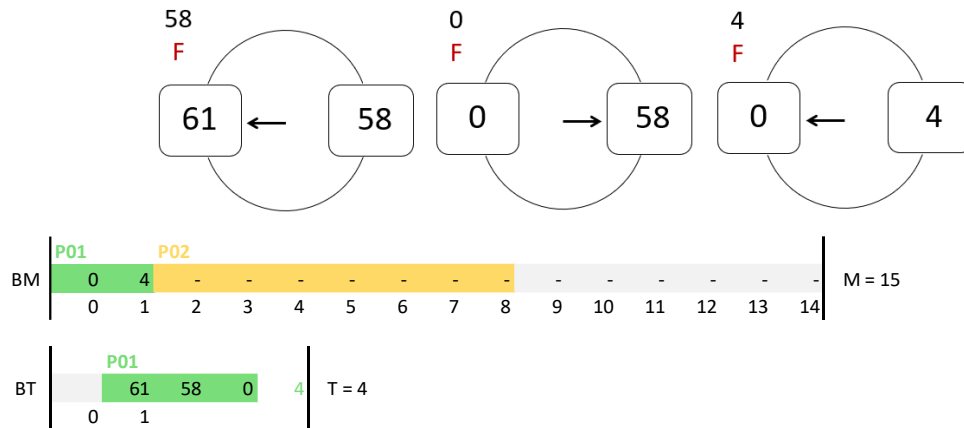 58 0 4
F F F
61 58 0 58 0 4
P01 P02
BM 0 4 - - - - - - - - - - - - - M = 15
0 1 2 3 4 5 6 7 8 9 10 11 12 13 14
P01
BT 61 58 0 4 T = 4
0 1